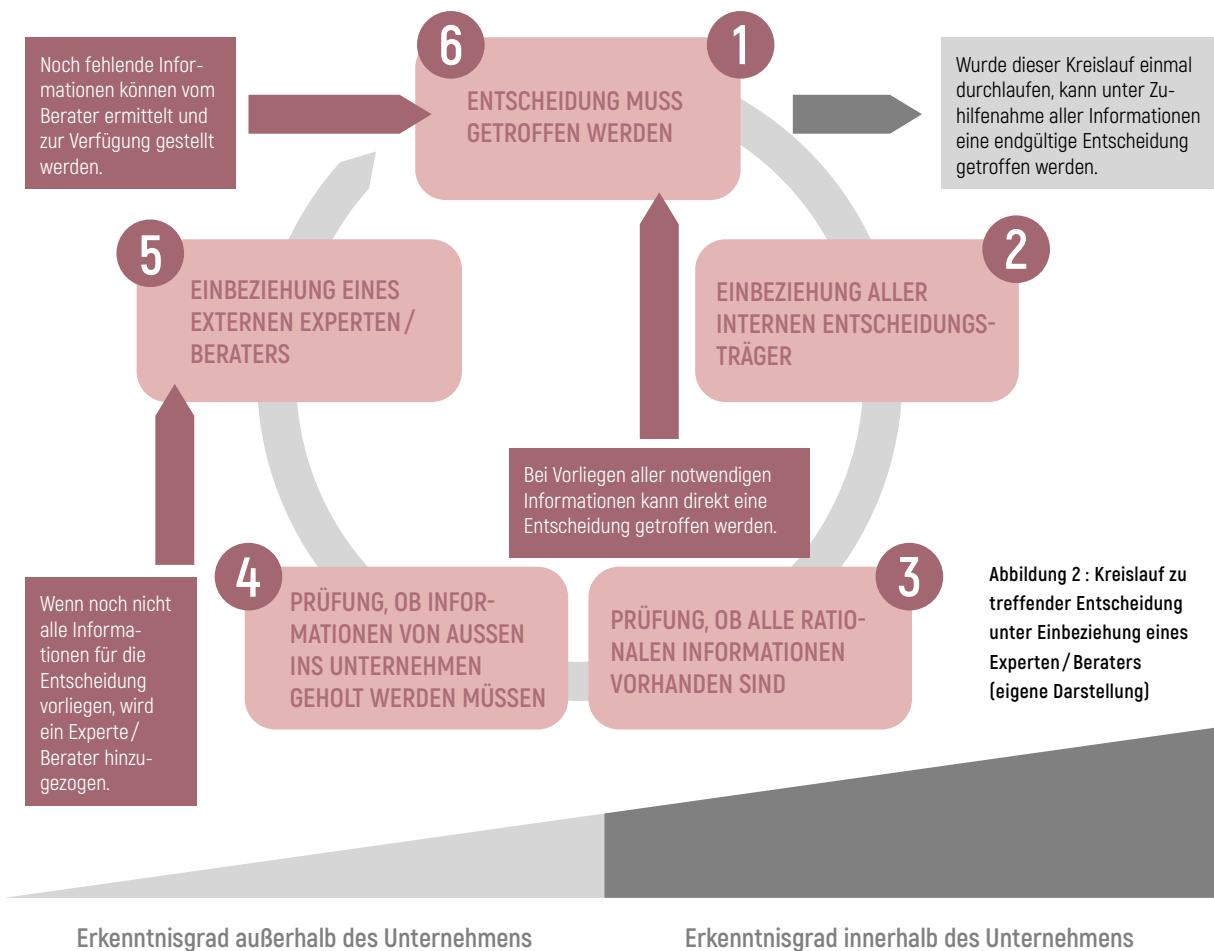 6
1
ENTSCHEIDUNG MUSS
GETROFFEN WERDEN
Noch fehlende Infor-
mationen können vom
Berater ermittelt und
zur Verfügung gestellt
werden.
Wurde dieser Kreislauf einmal
durchlaufen, kann unter Zu-
hilfenahme aller Informationen
eine endgültige Entscheidung
getroffen werden.
2
EINBEZIEHUNG ALLER
INTERNEN ENTSCHEIDUNGS-
TRÄGER
5
EINBEZIEHUNG EINES
EXTERNEN EXPERTEN /
BERATERS
Bei Vorliegen aller notwendigen
Informationen kann direkt eine
Entscheidung getroffen werden.
3
PRÜFUNG, OB ALLE RATIO-
NALEN INFORMATIONEN
VORHANDEN SIND
4
PRÜFUNG, OB INFOR-
MATIONEN VON AUSSEN
INS UNTERNEHMEN
GEHOLT WERDEN MÜSSEN
Wenn noch nicht
alle Informa-
tionen für die
Entscheidung
vorliegen, wird
ein Experte /
Berater hinzu-
gezogen.
Abbildung 2 : Kreislauf zu
treffender Entscheidung
unter Einbeziehung eines
Experten / Beraters
(eigene Darstellung)
Erkenntnisgrad außerhalb des Unternehmens
Erkenntnisgrad innerhalb des Unternehmens